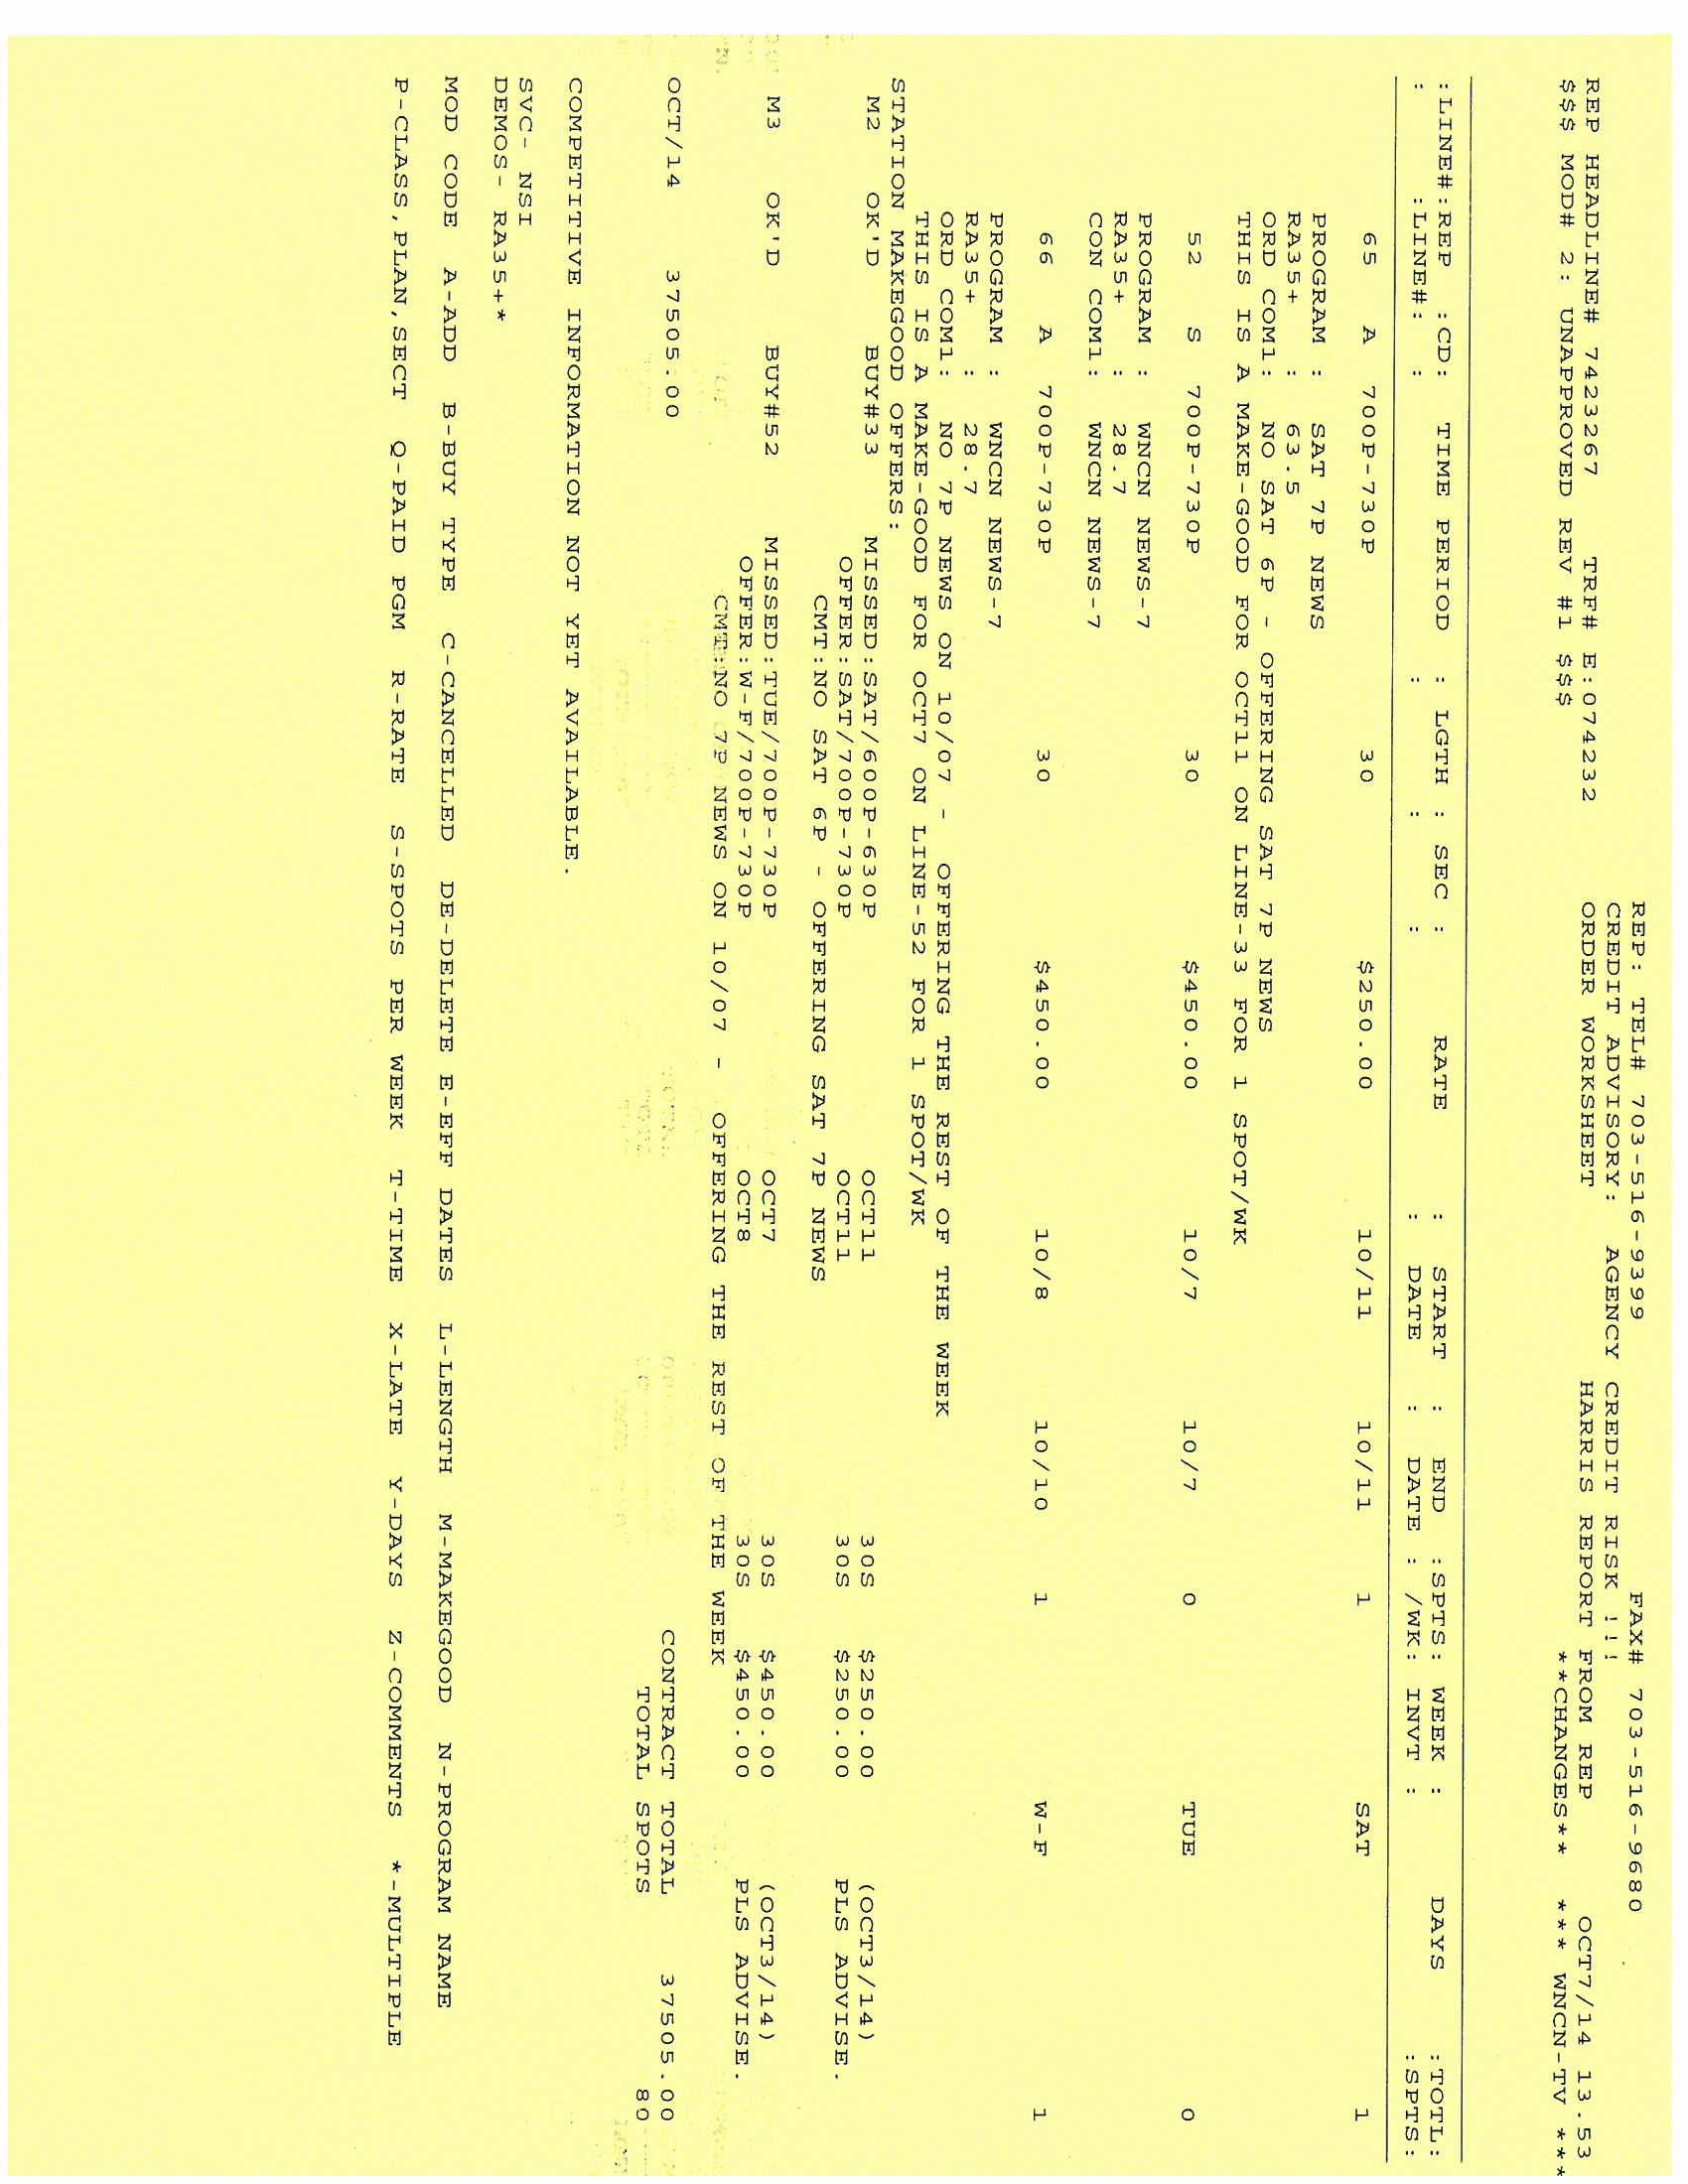 REP: TEL# 703-516-9399 FAX# 703-516-9680
CREDIT ADVISORY: AGENCY CREDIT RISK !!!
REP HEADLINE# 7423267 TRF# E:074232 ORDER WORKSHEET HARRIS REPORT FROM REP OCT7/14 13.53
$$$ MOD# 2: UNAPPROVED REV #1 $$$ **CHANGES** *** WNCN-TV ***
:LINE#:REP :CD: TIME PERIOD : LGTH : SEC : RATE : START : END :SPTS: WEEK : DAYS :TOTL:
: :LINE#: : : : : : DATE : DATE : /WK: INVT : :SPTS:
65 A 700P-730P 30 $250.00 10/11 10/11 1 SAT 1
PROGRAM : SAT 7P NEWS
RA35+ : 63.5
ORD COM1: NO SAT 6P - OFFERING SAT 7P NEWS
THIS IS A MAKE-GOOD FOR OCT11 ON LINE-33 FOR 1 SPOT/WK
52 S 700P-730P 30 $450.00 10/7 10/7 0 TUE 0
PROGRAM : WNCN NEWS-7
RA35+ : 28.7
CON COM1: WNCN NEWS-7
66 A 700P-730P 30 $450.00 10/8 10/10 1 W-F 1
PROGRAM : WNCN NEWS-7
RA35+ : 28.7
ORD COM1: NO 7P NEWS ON 10/07 - OFFERING THE REST OF THE WEEK
THIS IS A MAKE-GOOD FOR OCT7 ON LINE-52 FOR 1 SPOT/WK
STATION MAKEGOOD OFFERS:
M2 OK'D BUY#33 MISSED:SAT/600P-630P OCT11 30S $250.00 (OCT3/14)
OFFER:SAT/700P-730P OCT11 30S $250.00 PLS ADVISE.
CMT:NO SAT 6P - OFFERING SAT 7P NEWS
M3 OK'D BUY#52 MISSED:TUE/700P-730P OCT7 30S $450.00 (OCT3/14)
OFFER:W-F/700P-730P OCT8 30S $450.00 PLS ADVISE.
CMT:NO 7P NEWS ON 10/07 - OFFERING THE REST OF THE WEEK
OCT/14 37505.00 CONTRACT TOTAL 37505.00
TOTAL SPOTS 80
COMPETITIVE INFORMATION NOT YET AVAILABLE.
SVC- NSI
DEMOS- RA35+*
MOD CODE A-ADD B-BUY TYPE C-CANCELLED DE-DELETE E-EFF DATES L-LENGTH M-MAKEGOOD N-PROGRAM NAME
P-CLASS,PLAN,SECT Q-PAID PGM R-RATE S-SPOTS PER WEEK T-TIME X-LATE Y-DAYS Z-COMMENTS *-MULTIPLE